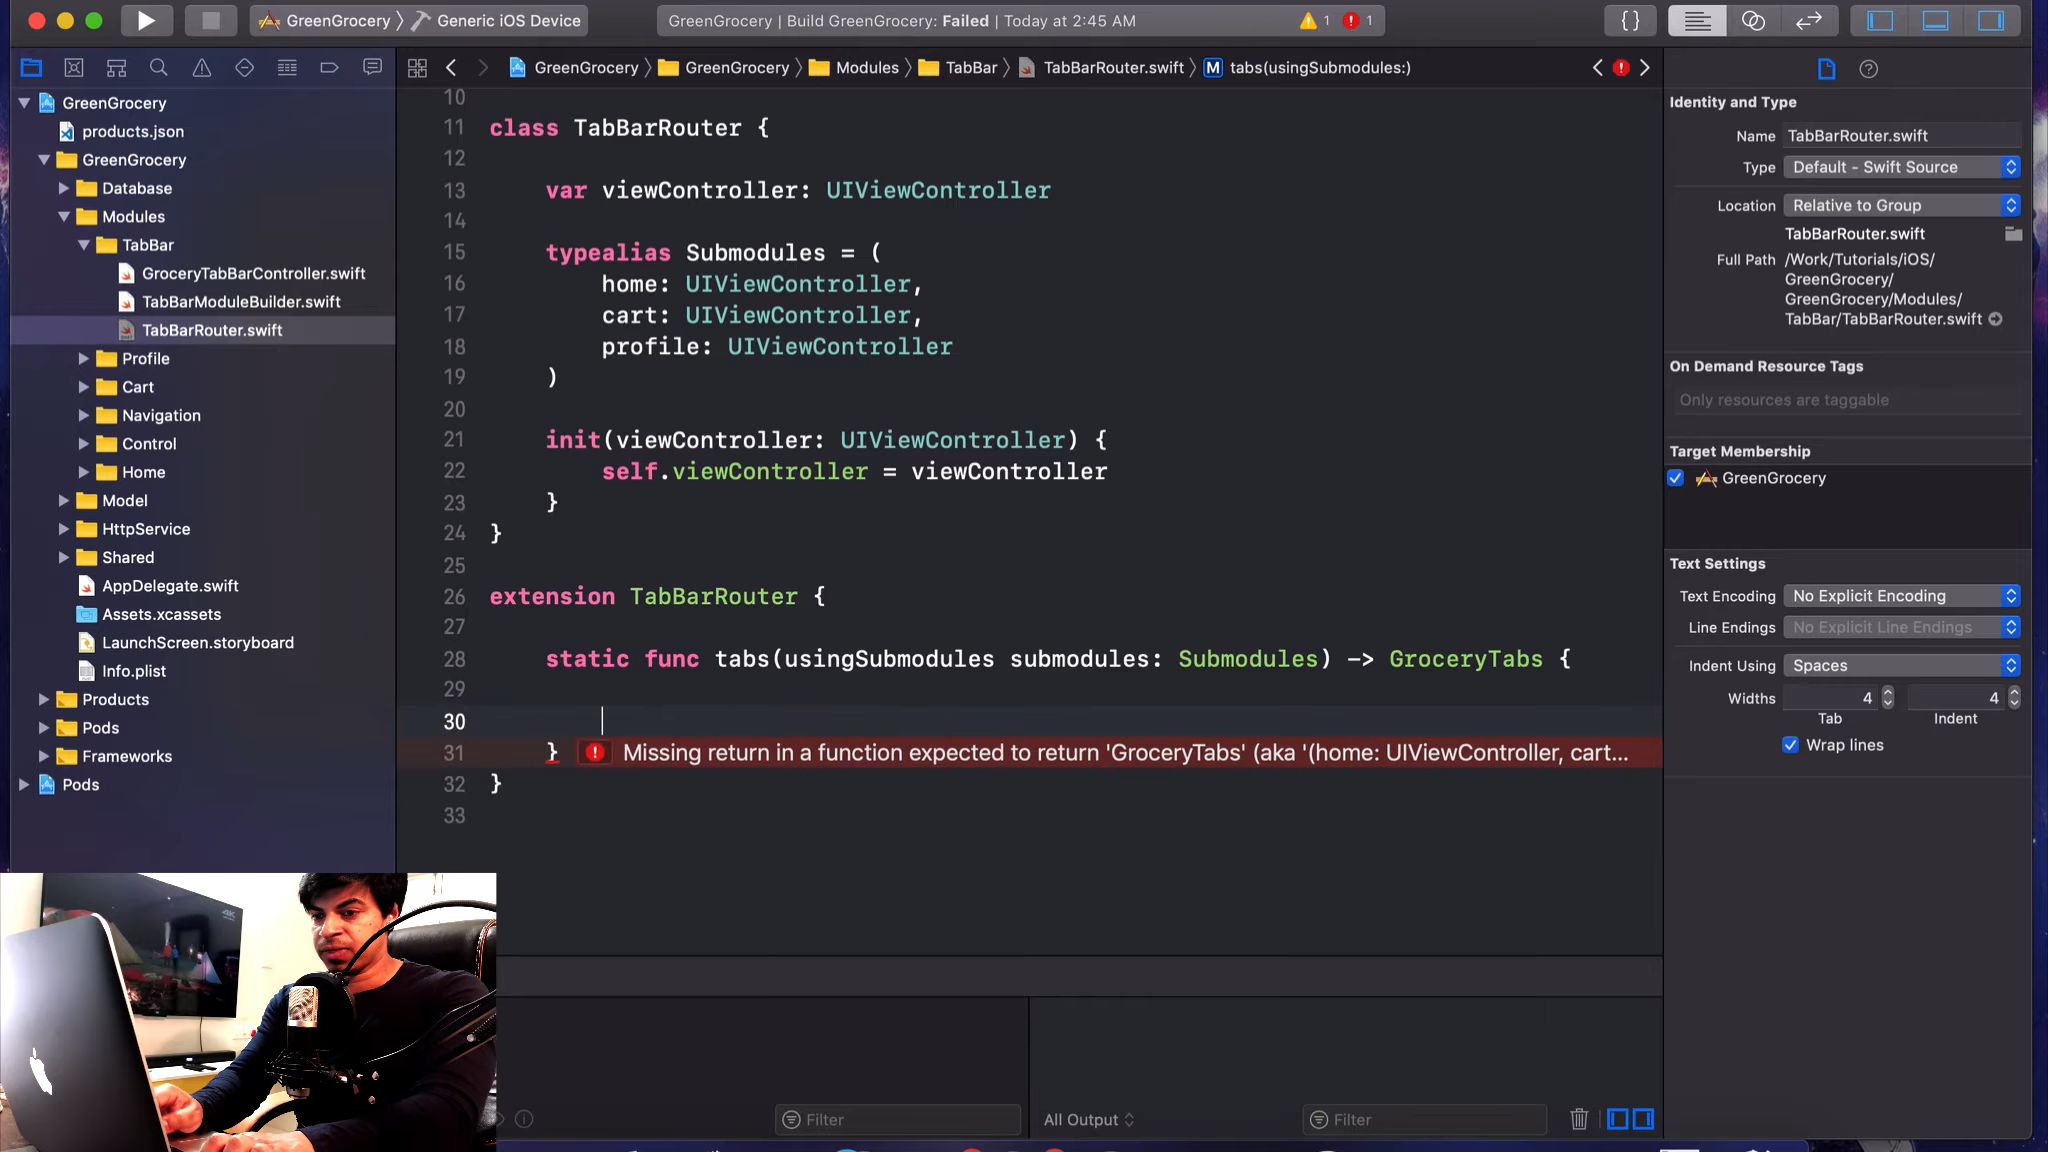 GreenGrocery 〉 Generic iOS Device
GreenGrocery | Build GreenGrocery: Failed | Today at 2:45 AM
1
1
{}
GreenGrocery 〉 GreenGrocery 〉 Modules 〉 TabBar 〉 TabBarRouter.swift 〉 M tabs(usingSubmodules:)
GreenGrocery
products.json
GreenGrocery
Database
Modules
TabBar
GroceryTabBarController.swift
TabBarModuleBuilder.swift
TabBarRouter.swift
Profile
Cart
Navigation
Control
Home
Model
HttpService
Shared
AppDelegate.swift
Assets.xcassets
LaunchScreen.storyboard
Info.plist
Products
Pods
Frameworks
Pods
10
11 class TabBarRouter {
12
13 var viewController: UIViewController
14
15 typealias Submodules = (
16 home: UIViewController,
17 cart: UIViewController,
18 profile: UIViewController
19 )
20
21 init(viewController: UIViewController) {
22 self.viewController = viewController
23 }
24 }
25
26 extension TabBarRouter {
27
28 static func tabs(usingSubmodules submodules: Submodules) -> GroceryTabs {
29
30
31 } Missing return in a function expected to return 'GroceryTabs' (aka '(home: UIViewController, cart...
32 }
33
Identity and Type
Name TabBarRouter.swift
Type Default - Swift Source
Location Relative to Group
TabBarRouter.swift
Full Path /Work/Tutorials/iOS/
GreenGrocery/
GreenGrocery/Modules/
TabBar/TabBarRouter.swift
On Demand Resource Tags
Only resources are taggable
Target Membership
GreenGrocery
Text Settings
Text Encoding No Explicit Encoding
Line Endings No Explicit Line Endings
Indent Using Spaces
Widths 4 4
Tab Indent
Wrap lines
4K
Filter
All Output
Filter